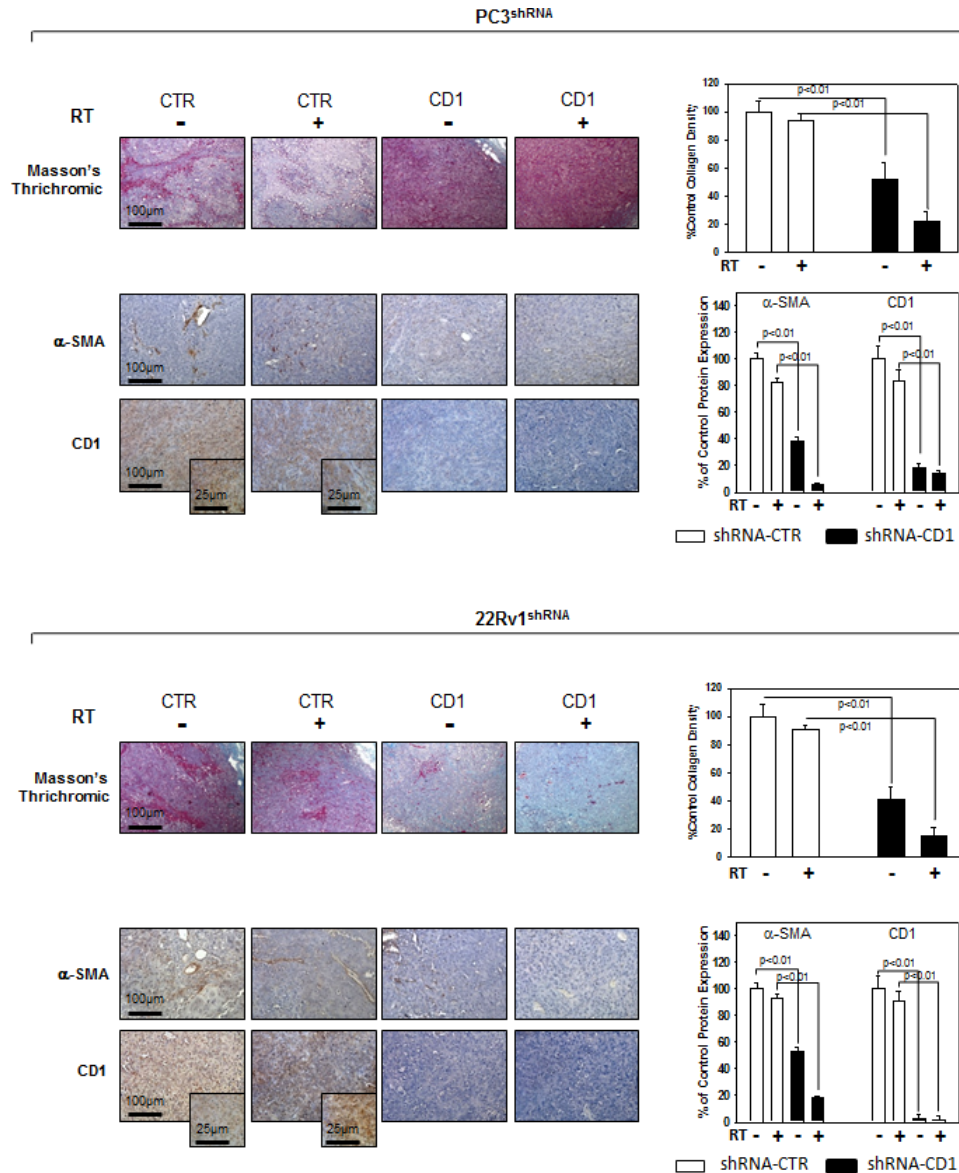 PC3shRNA
CTR CTR CD1 CD1
RT - + - +
Masson's
Thrichromic
100µm
%Control Collagen Density
120
100
80
60
40
20
0
p<0.01
p<0.01
RT - + - +
α-SMA
100µm
CD1
100µm
25µm 25µm
% of Control Protein Expression
140
120
100
80
60
40
20
0
α-SMA CD1
p<0.01 p<0.01
p<0.01 p<0.01
RT - + - + - + - +
shRNA-CTR shRNA-CD1
22Rv1shRNA
CTR CTR CD1 CD1
RT - + - +
Masson's
Thrichromic
100µm
%Control Collagen Density
120
100
80
60
40
20
0
p<0.01
p<0.01
RT - + - +
α-SMA
100µm
CD1
100µm
25µm 25µm
% of Control Protein Expression
140
120
100
80
60
40
20
0
α-SMA CD1
p<0.01 p<0.01
p<0.01 p<0.01
RT - + - + - + - +
shRNA-CTR shRNA-CD1